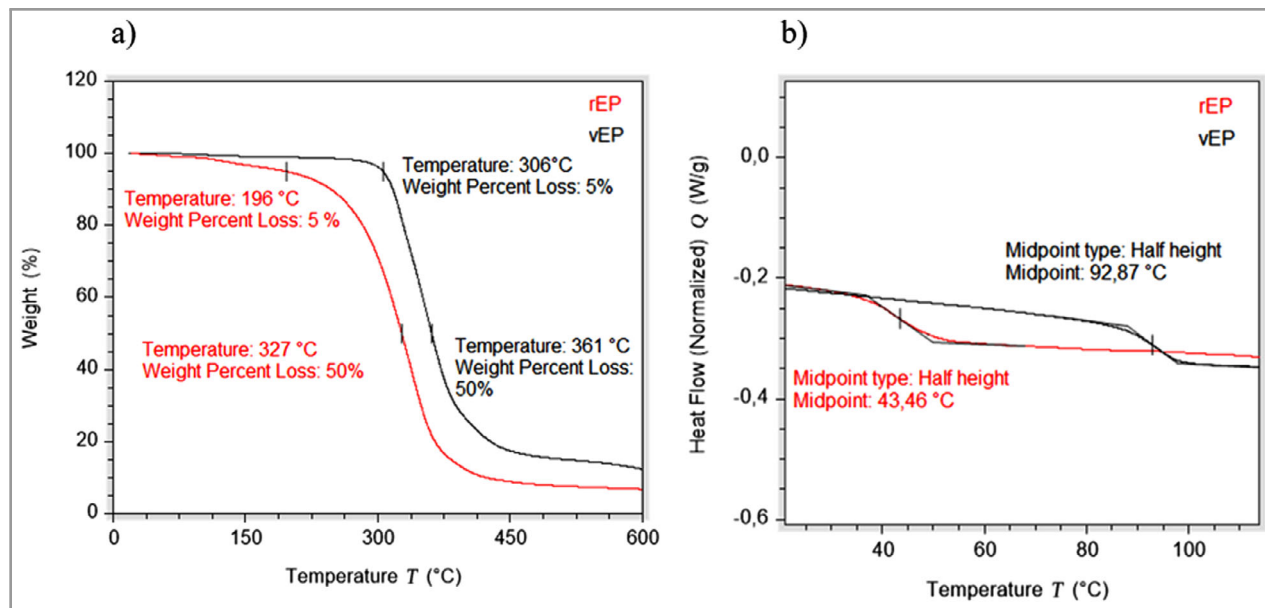 a)
120
100
80
60
40
20
0
0
150
300
450
600
Weight (%)
Temperature T (°C)
rEP
vEP
Temperature: 306°C
Weight Percent Loss: 5%
Temperature: 196 °C
Weight Percent Loss: 5 %
Temperature: 327 °C
Weight Percent Loss: 50%
Temperature: 361 °C
Weight Percent Loss:
50%
b)
0,0
-0,2
-0,4
-0,6
40
60
80
100
Heat Flow (Normalized) Q (W/g)
Temperature T (°C)
rEP
vEP
Midpoint type: Half height
Midpoint: 92,87 °C
Midpoint type: Half height
Midpoint: 43,46 °C